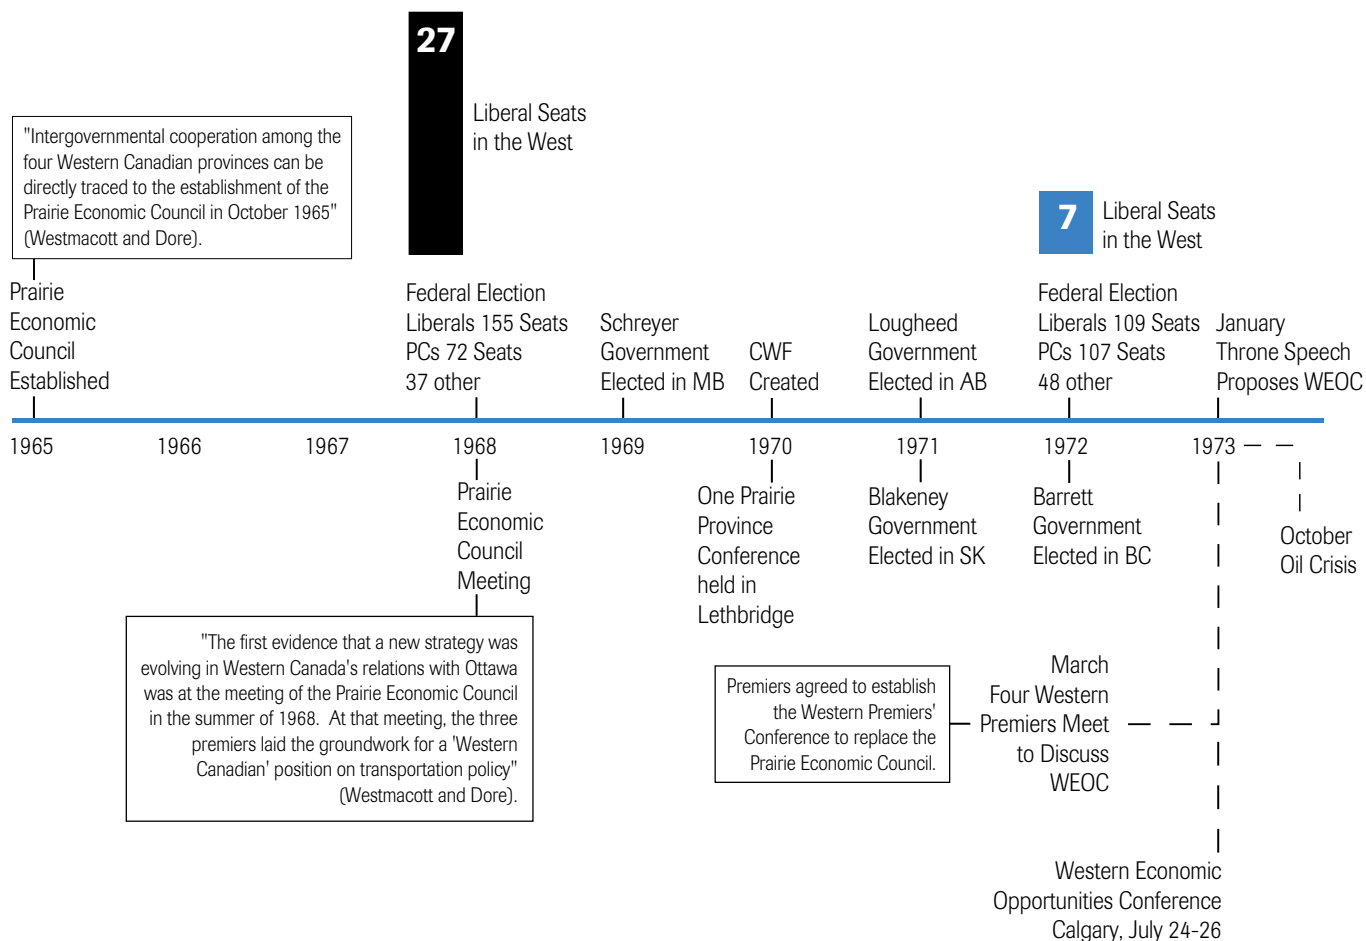 27
Liberal Seats
in the West
"Intergovernmental cooperation among the
four Western Canadian provinces can be
directly traced to the establishment of the
Prairie Economic Council in October 1965"
(Westmacott and Dore).
7
Liberal Seats
in the West
Prairie
Economic
Council
Established
Federal Election
Liberals 155 Seats
PCs 72 Seats
37 other
Schreyer
Government
Elected in MB
CWF
Created
Lougheed
Government
Elected in AB
Federal Election
Liberals 109 Seats
PCs 107 Seats
48 other
January
Throne Speech
Proposes WEOC
1965
1966
1967
1968
1969
1970
1971
1972
1973
Prairie
Economic
Council
Meeting
One Prairie
Province
Conference
held in
Lethbridge
Blakeney
Government
Elected in SK
Barrett
Government
Elected in BC
October
Oil Crisis
"The first evidence that a new strategy was
evolving in Western Canada's relations with Ottawa
was at the meeting of the Prairie Economic Council
in the summer of 1968.  At that meeting, the three
premiers laid the groundwork for a 'Western
Canadian' position on transportation policy"
(Westmacott and Dore).
Premiers agreed to establish
the Western Premiers'
Conference to replace the
Prairie Economic Council.
March
Four Western
Premiers Meet
to Discuss
WEOC
Western Economic
Opportunities Conference
Calgary, July 24-26